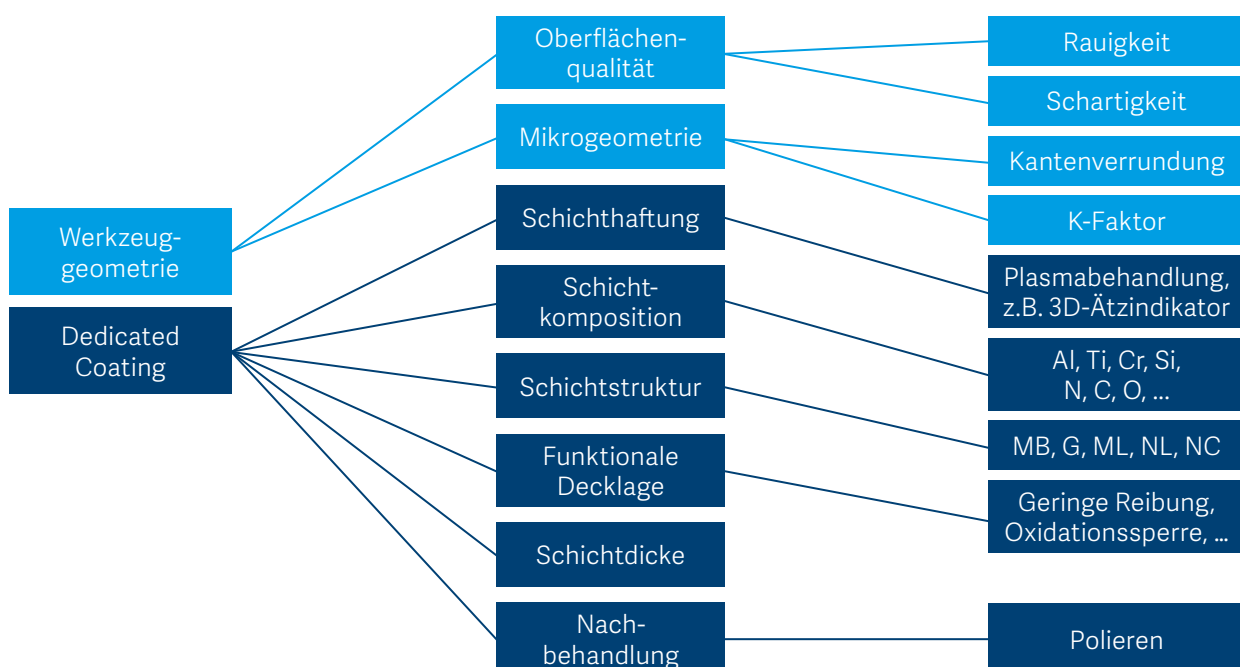 Werkzeug-
geometrie
Dedicated
Coating
Oberflächen-
qualität
Mikrogeometrie
Schichthaftung
Schicht-
komposition
Schichtstruktur
Funktionale
Decklage
Schichtdicke
Nach-
behandlung
Rauigkeit
Schartigkeit
Kantenverrundung
K-Faktor
Plasmabehandlung,
z.B. 3D-Ätzindikator
Al, Ti, Cr, Si,
N, C, O, ...
MB, G, ML, NL, NC
Geringe Reibung,
Oxidationssperre, ...
Polieren